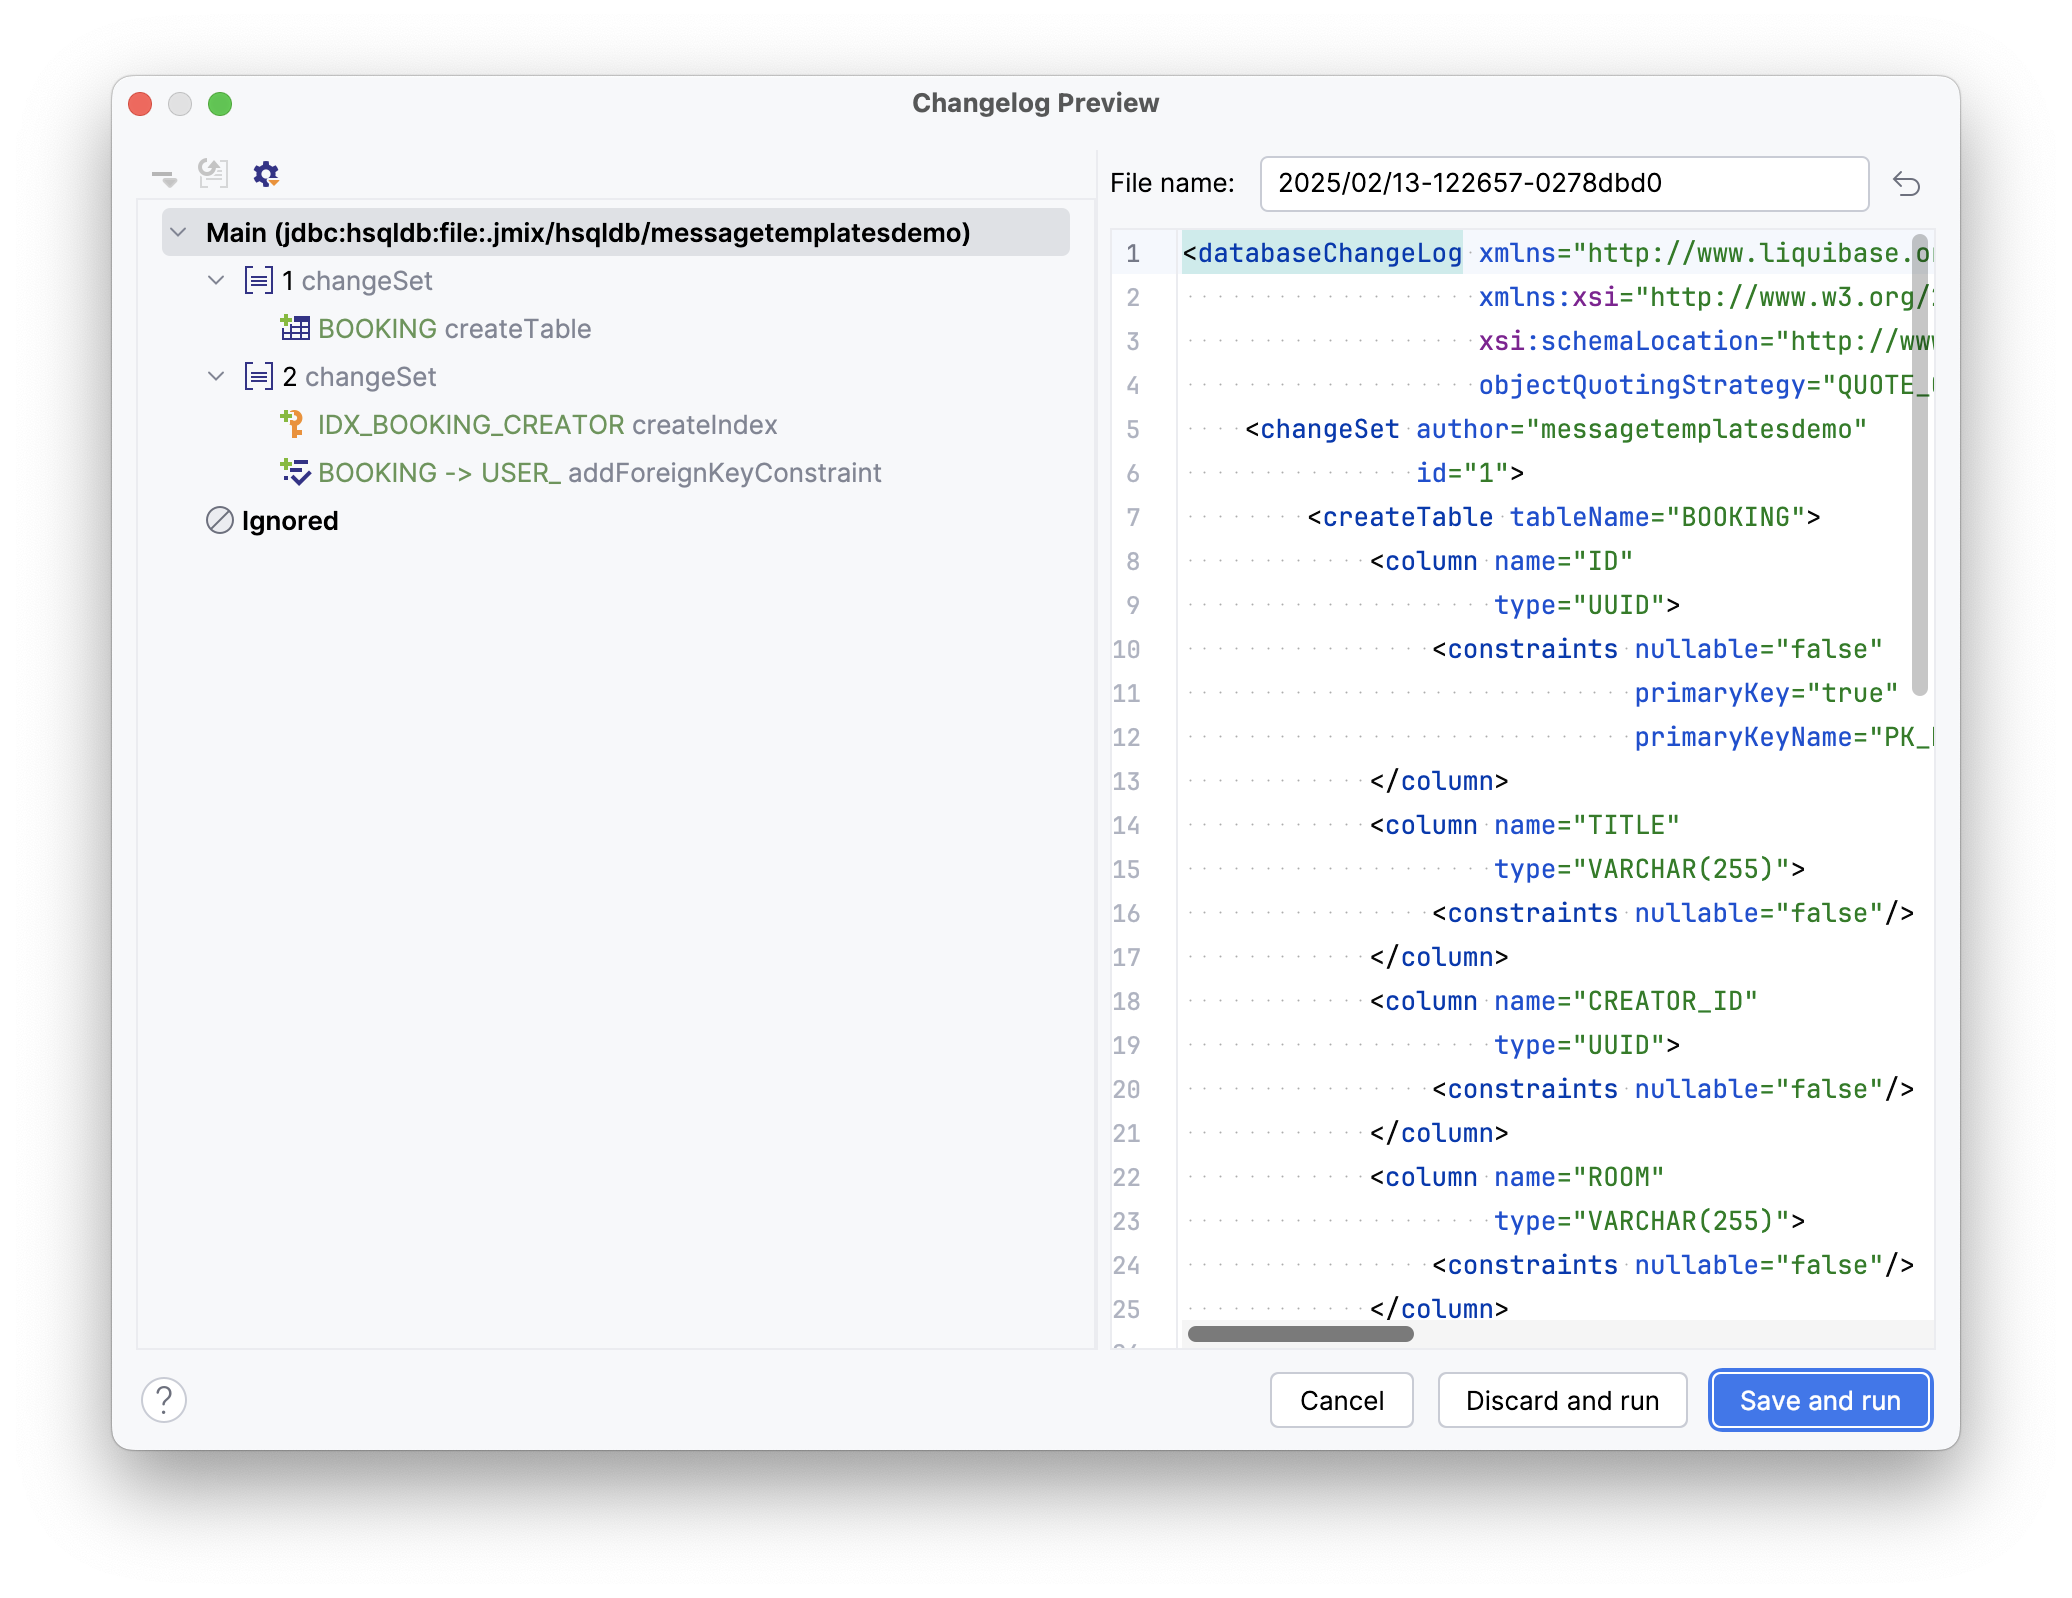 Changelog Preview
Main (jdbc:hsqldb:file:.jmix/hsqldb/messagetemplatesdemo)
1 changeSet
BOOKING createTable
2 changeSet
IDX_BOOKING_CREATOR createIndex
BOOKING -> USER_ addForeignKeyConstraint
Ignored
File name: 2025/02/13-122657-0278dbd0
1 <databaseChangeLog xmlns="http://www.liquibase.or
2 xmlns:xsi="http://www.w3.org/
3 xsi:schemaLocation="http://ww
4 objectQuotingStrategy="QUOTE_
5 <changeSet author="messagetemplatesdemo"
6 id="1">
7 <createTable tableName="BOOKING">
8 <column name="ID"
9 type="UUID">
10 <constraints nullable="false"
11 primaryKey="true"
12 primaryKeyName="PK_
13 </column>
14 <column name="TITLE"
15 type="VARCHAR(255)">
16 <constraints nullable="false"/>
17 </column>
18 <column name="CREATOR_ID"
19 type="UUID">
20 <constraints nullable="false"/>
21 </column>
22 <column name="ROOM"
23 type="VARCHAR(255)">
24 <constraints nullable="false"/>
25 </column>
? Cancel Discard and run Save and run